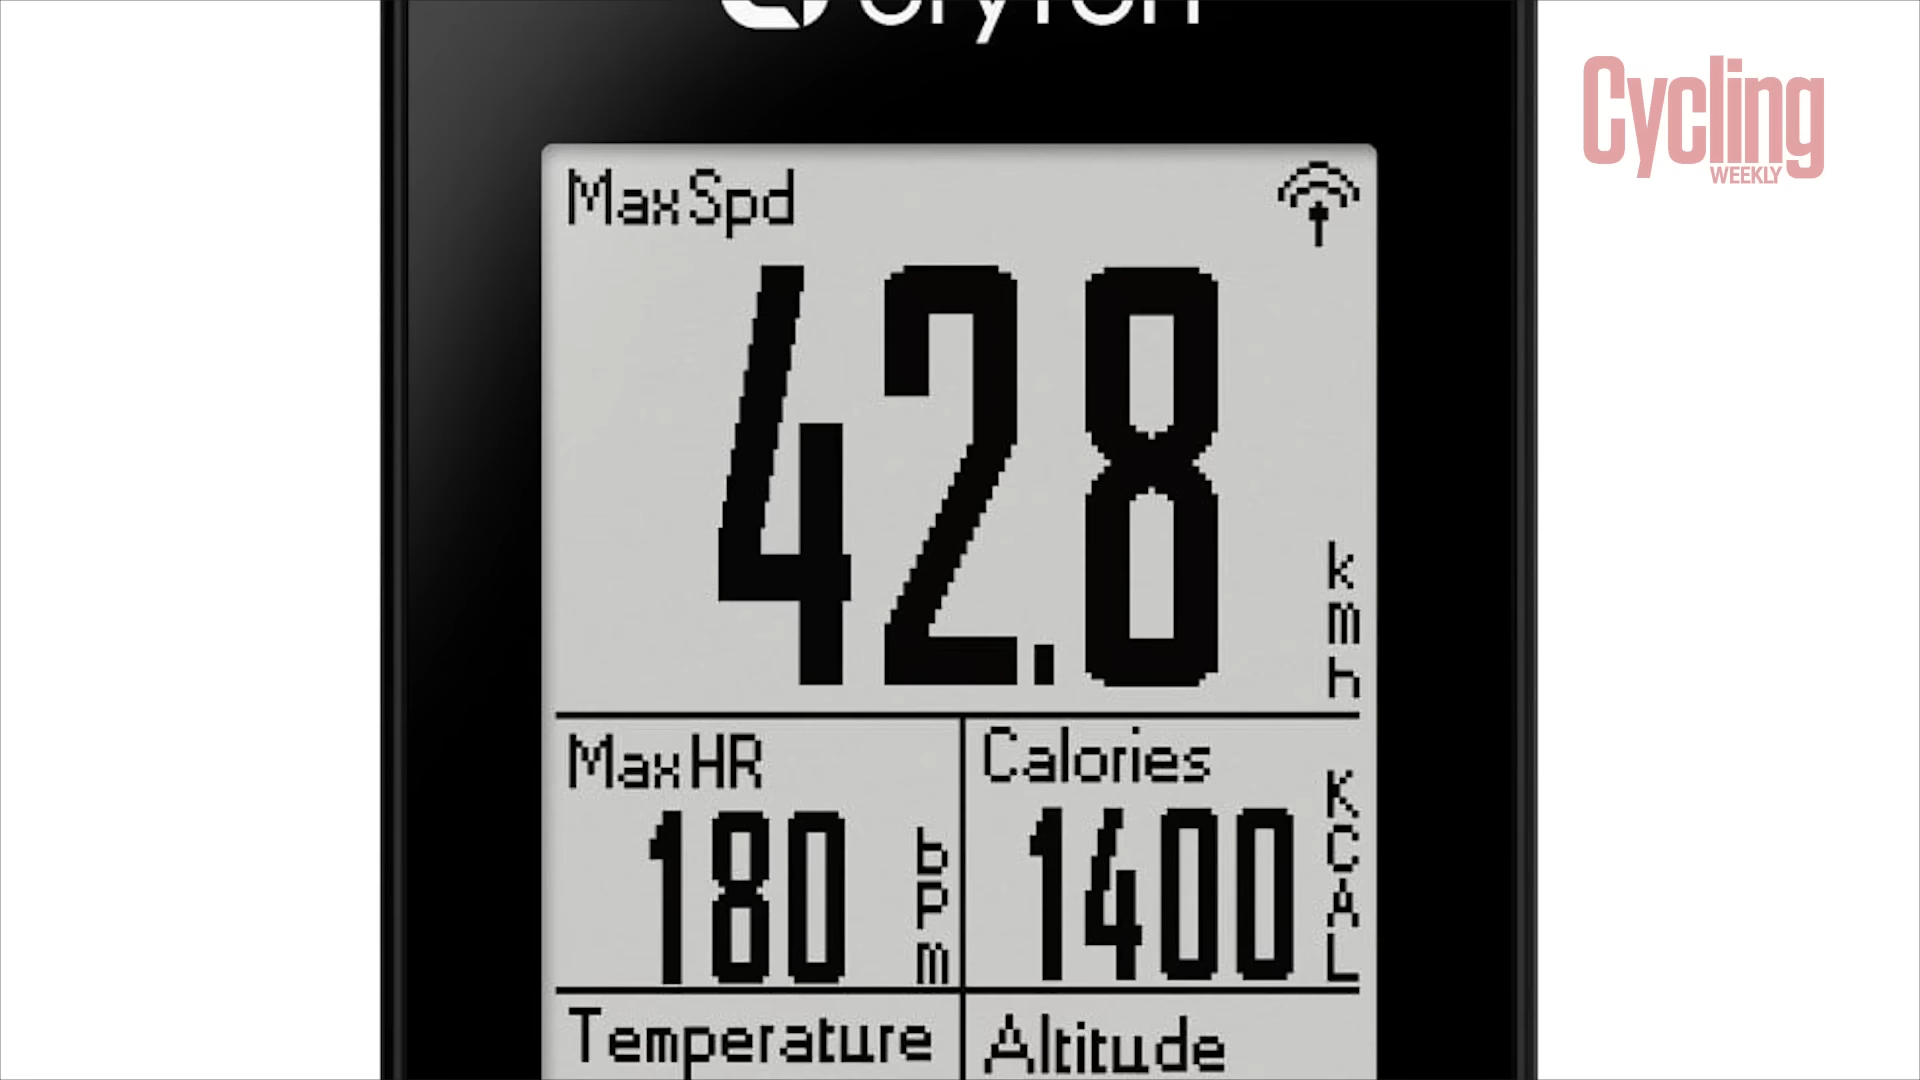 Cycling
WEEKLY
MaxSpd
42.8
kmh
MaxHR
180
bpm
Calories
1400
KCAL
Temperature
Altitude